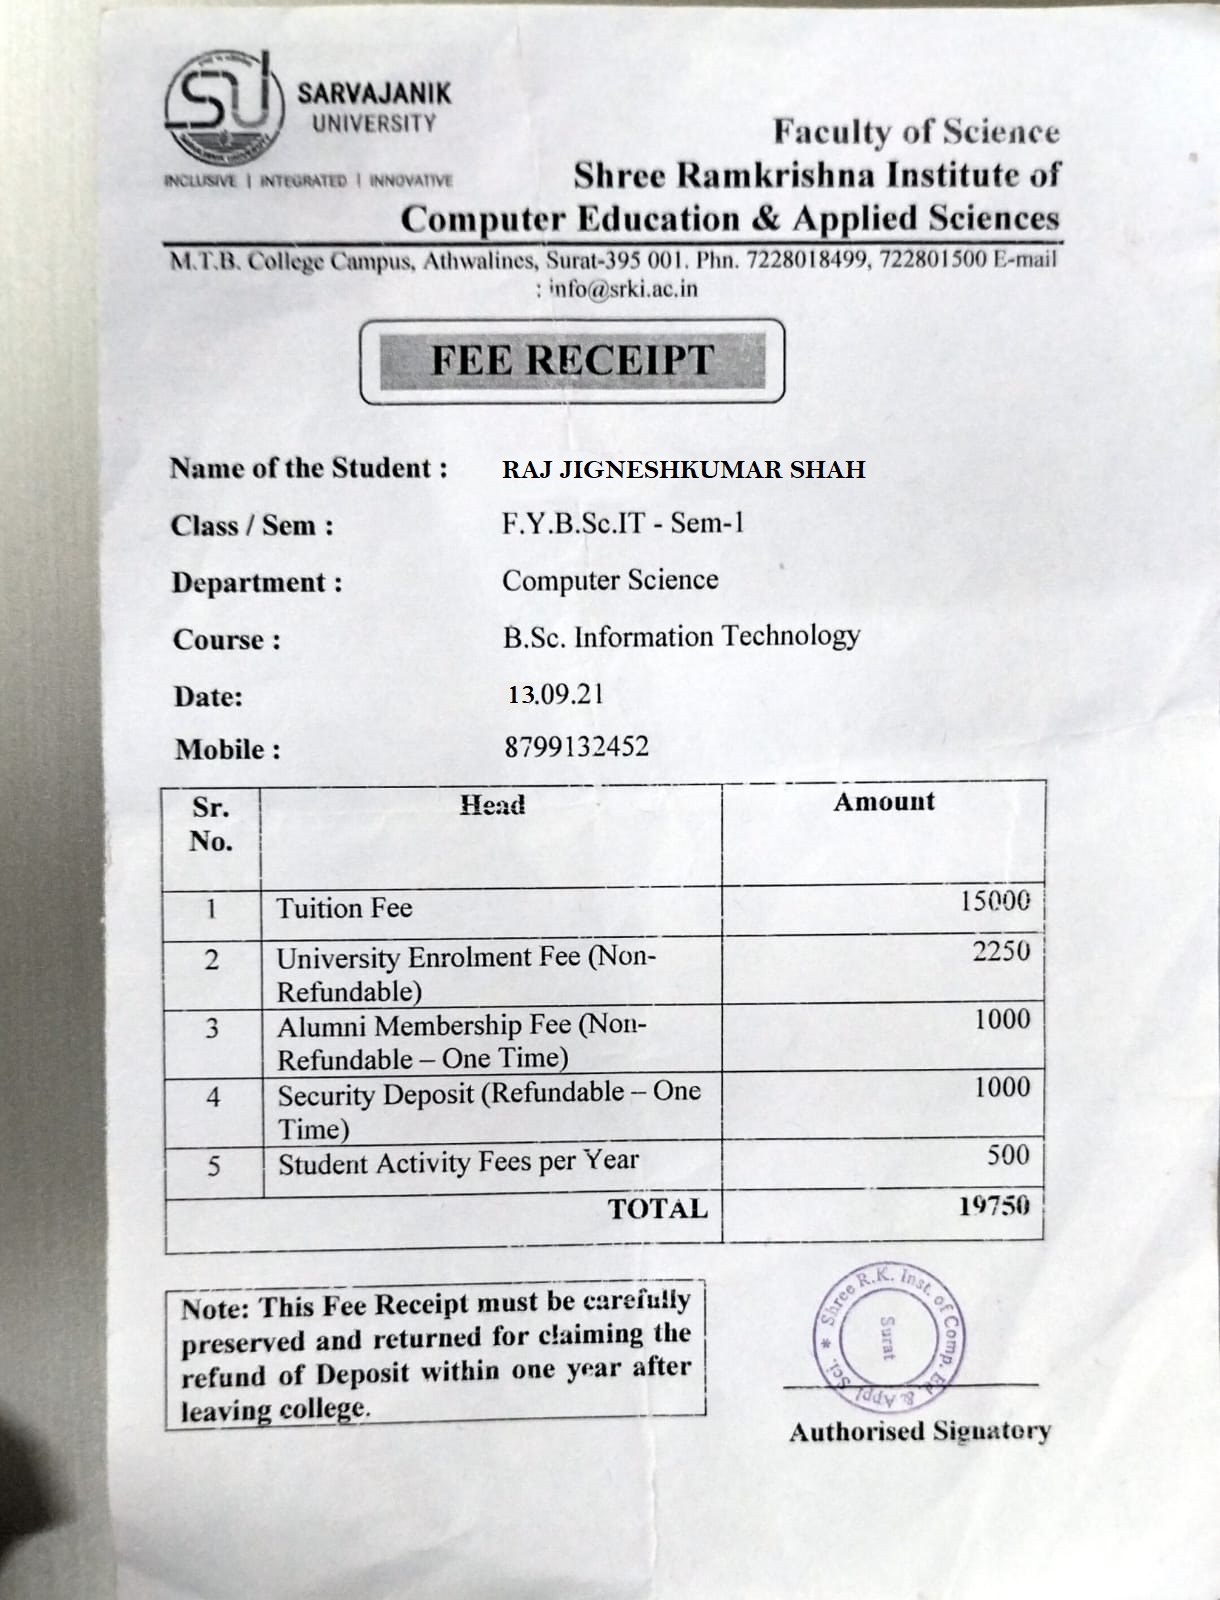 SU
SARVAJANIK
UNIVERSITY
INCLUSIVE | INTEGRATED | INNOVATIVE
Faculty of Science
Shree Ramkrishna Institute of
Computer Education & Applied Sciences
M.T.B. College Campus, Athwalines, Surat-395 001. Phn. 7228018499, 722801500 E-mail
: info@srki.ac.in
FEE RECEIPT
Name of the Student : RAJ JIGNESHKUMAR SHAH
Class / Sem : F.Y.B.Sc.IT - Sem-1
Department : Computer Science
Course : B.Sc. Information Technology
Date: 13.09.21
Mobile : 8799132452
Sr. Head Amount
No.
1 Tuition Fee 15000
2 University Enrolment Fee (Non- 2250
Refundable)
3 Alumni Membership Fee (Non- 1000
Refundable – One Time)
4 Security Deposit (Refundable – One 1000
Time)
5 Student Activity Fees per Year 500
TOTAL 19750
Note: This Fee Receipt must be carefully
preserved and returned for claiming the
refund of Deposit within one year after
leaving college.
* Shree R.K. Inst. of Comp. Ed. & Appl. Sci.
Surat
Authorised Signatory